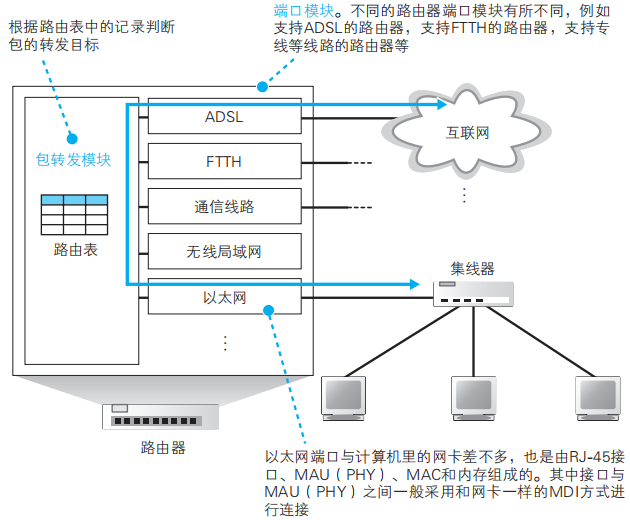 根据路由表中的记录判断
包的转发目标
端口模块。不同的路由器端口模块有所不同，例如
支持ADSL的路由器，支持FTTH的路由器，支持专
线等线路的路由器等
包转发模块
路由表
ADSL
FTTH
通信线路
无线局域网
以太网
⋮
互联网
⋮
集线器
路由器
以太网端口与计算机里的网卡差不多，也是由RJ-45接
口、MAU（PHY）、MAC和内存组成的。其中接口与
MAU（PHY）之间一般采用和网卡一样的MDI方式进
行连接